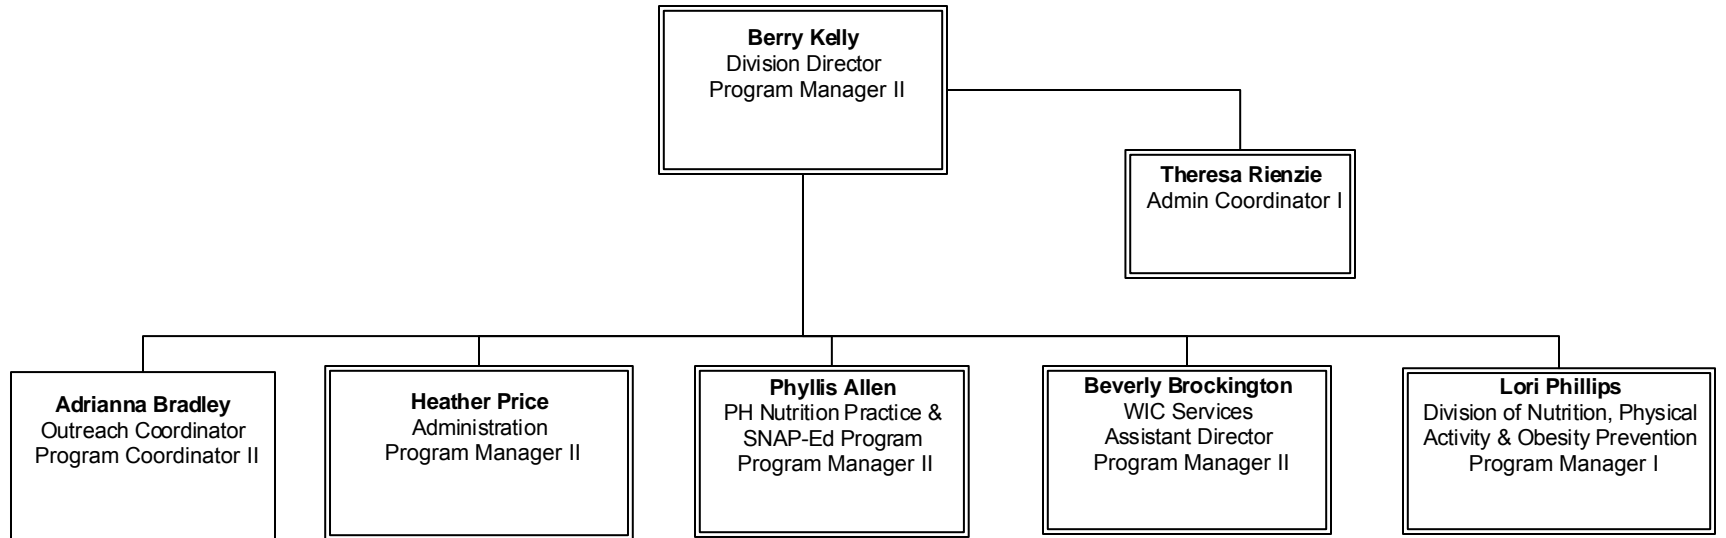 Berry Kelly
Division Director
Program Manager II
Theresa Rienzie
Admin Coordinator I
Adrianna Bradley
Outreach Coordinator
Program Coordinator II
Heather Price
Administration
Program Manager II
Phyllis Allen
PH Nutrition Practice &
SNAP-Ed Program
Program Manager II
Beverly Brockington
WIC Services
Assistant Director
Program Manager II
Lori Phillips
Division of Nutrition, Physical
Activity & Obesity Prevention
Program Manager I